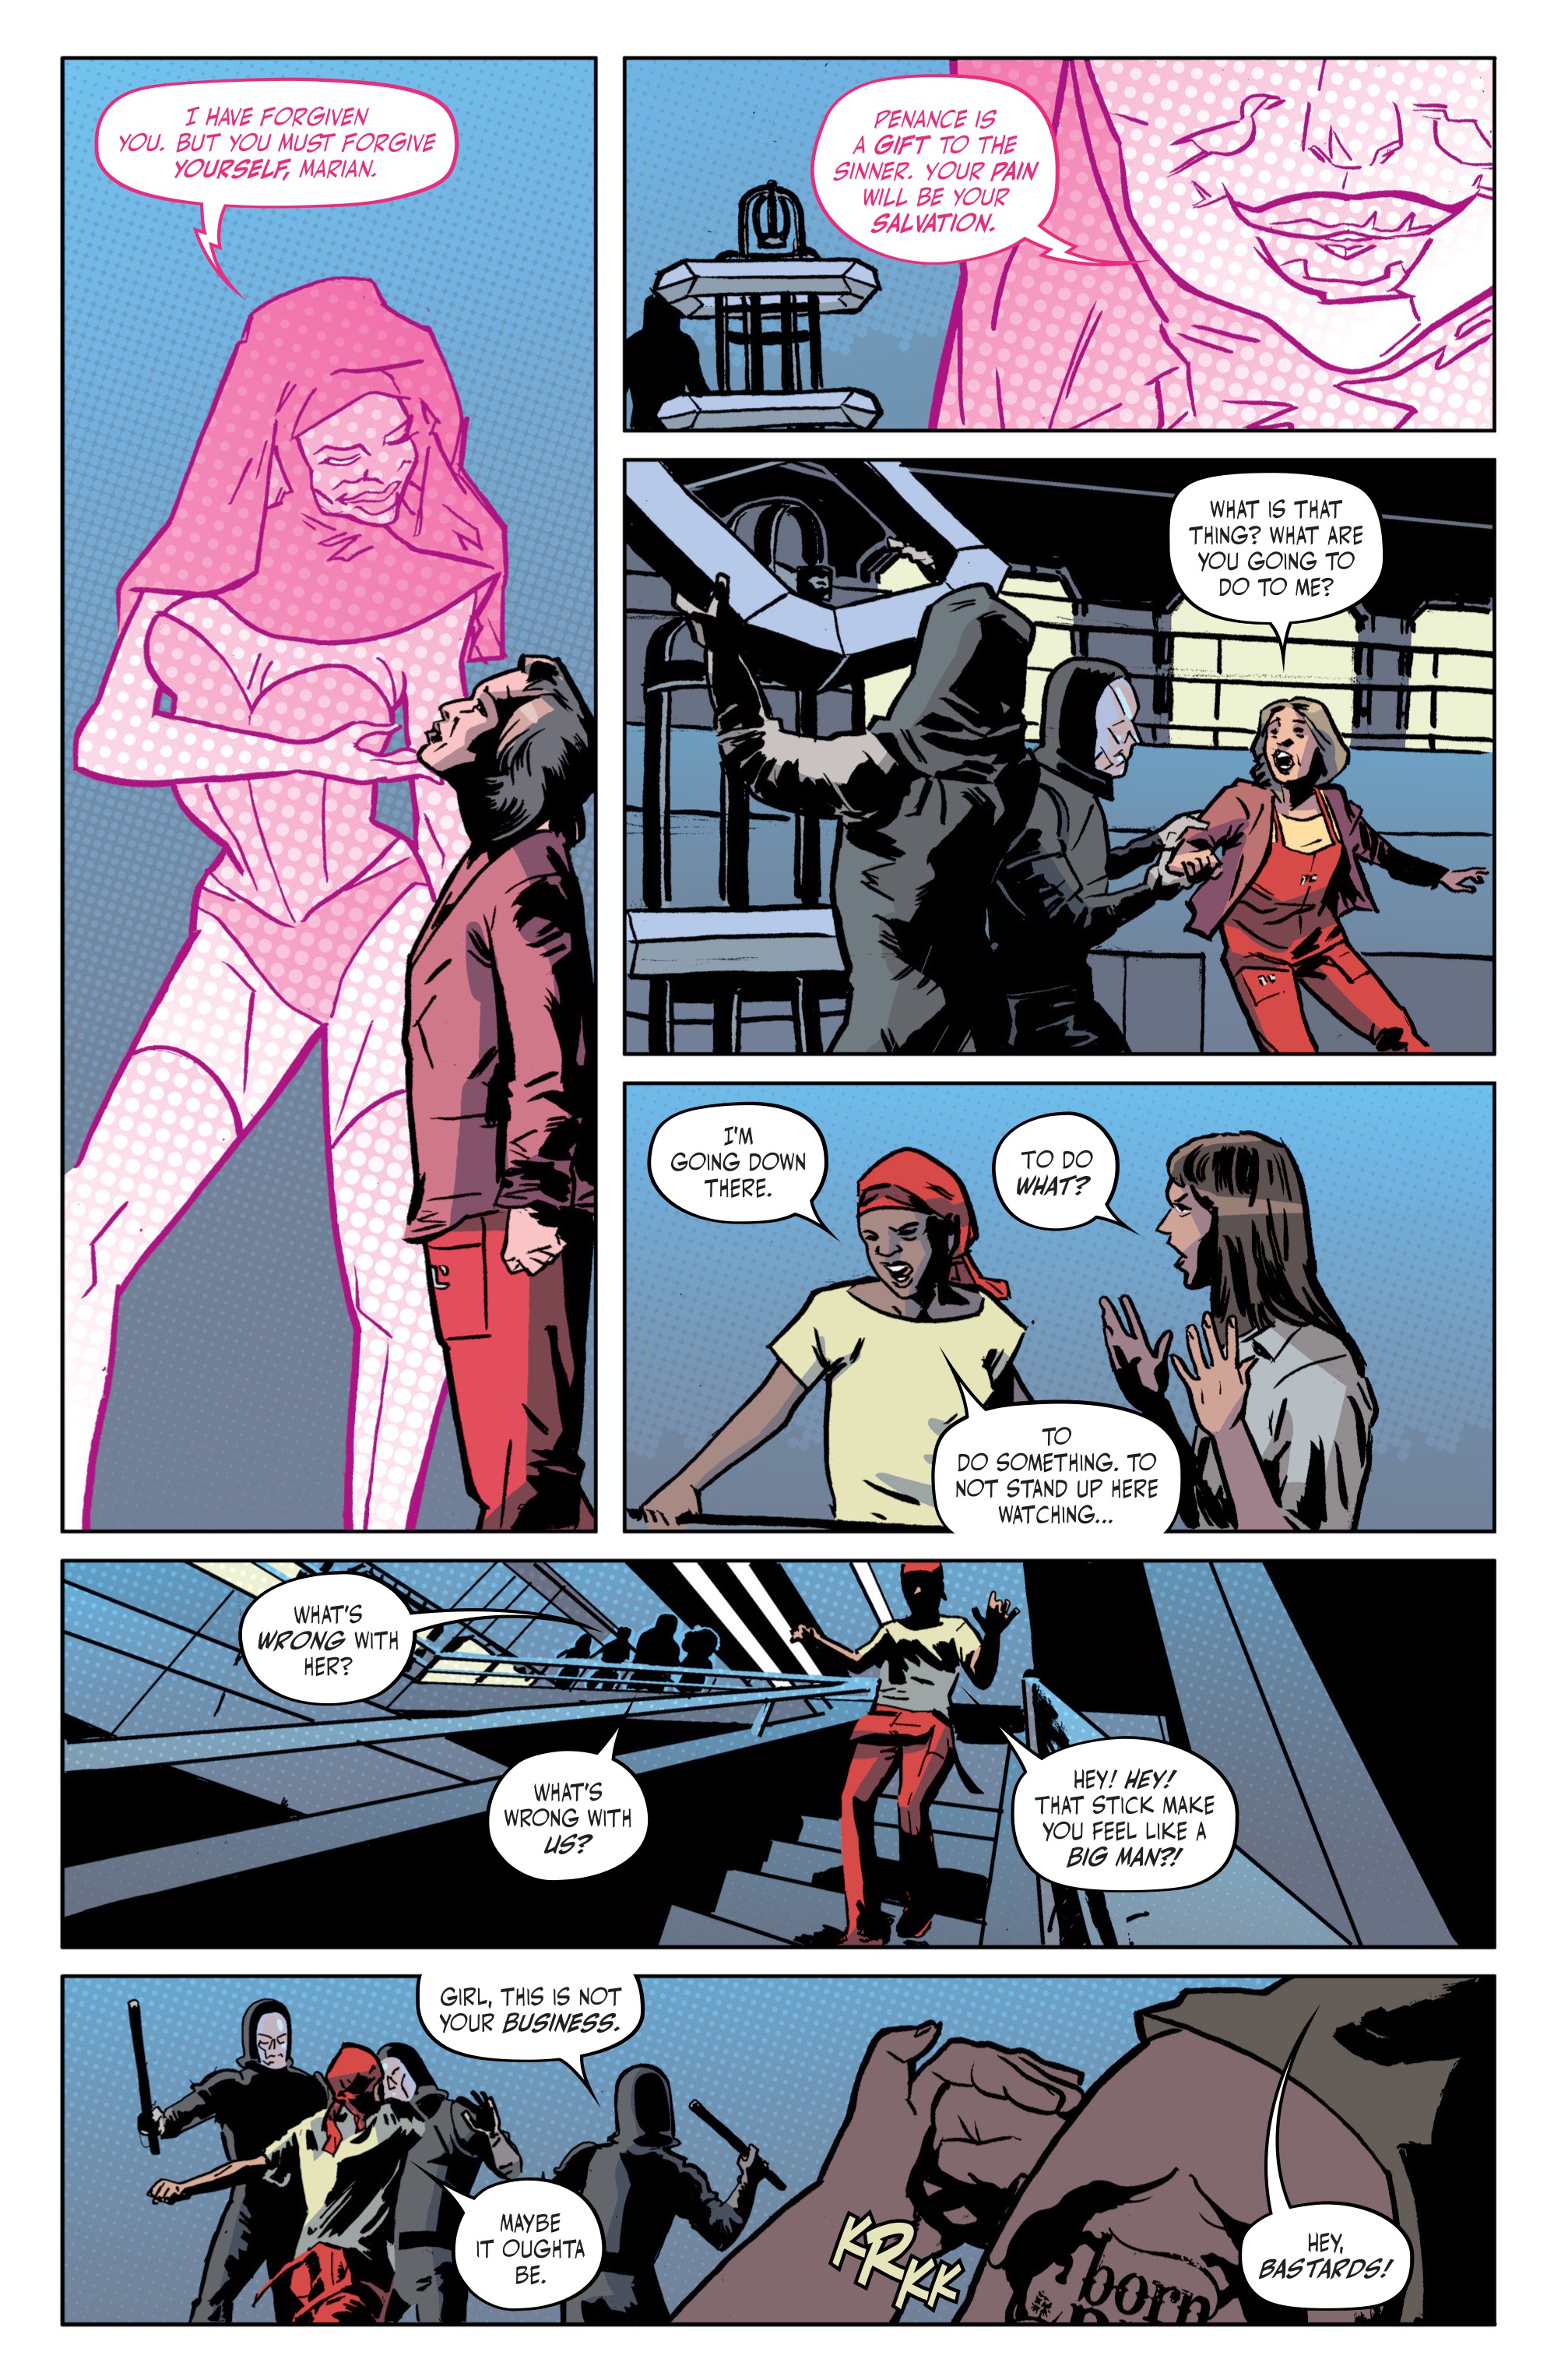 I HAVE FORGIVEN
YOU. BUT YOU MUST FORGIVE
YOURSELF, MARIAN.
PENANCE IS
A GIFT TO THE
SINNER. YOUR PAIN
WILL BE YOUR
SALVATION.
WHAT IS THAT
THING? WHAT ARE
YOU GOING TO
DO TO ME?
I'M
GOING DOWN
THERE.
TO DO
WHAT?
TO
DO SOMETHING. TO
NOT STAND UP HERE
WATCHING...
WHAT'S
WRONG WITH
HER?
WHAT'S
WRONG WITH
US?
HEY! HEY!
THAT STICK MAKE
YOU FEEL LIKE A
BIG MAN?!
GIRL, THIS IS NOT
YOUR BUSINESS.
MAYBE
IT OUGHTA
BE.
KRKK
born
HEY,
BASTARDS!